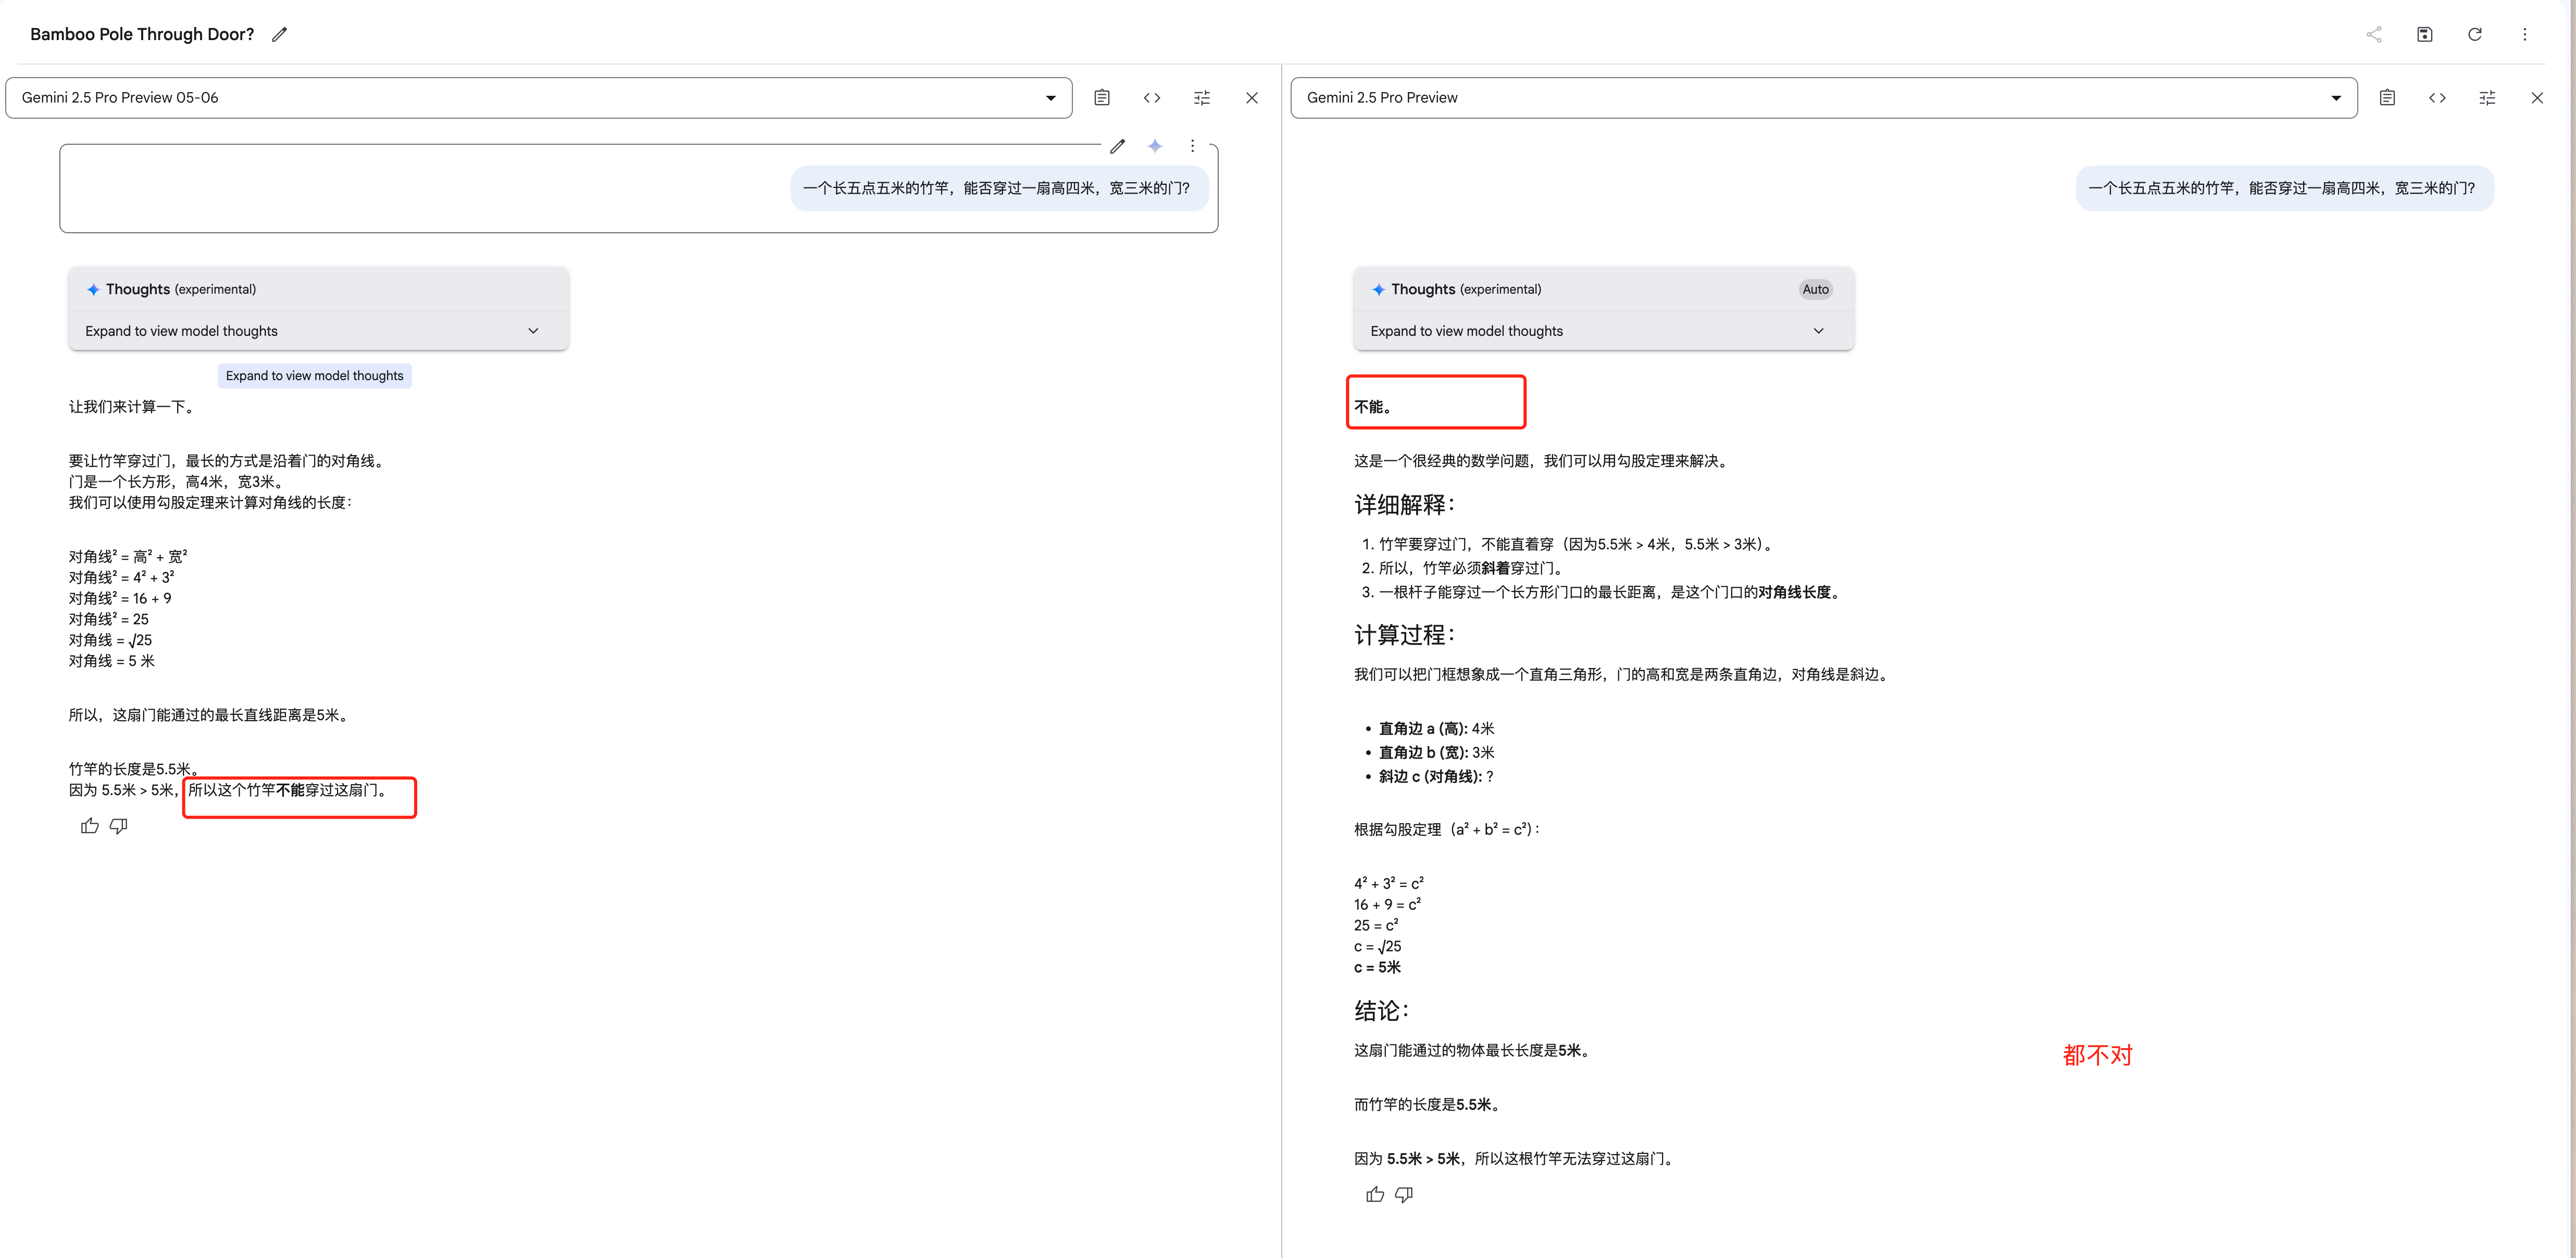 Bamboo Pole Through Door?
Gemini 2.5 Pro Preview 05-06
一个长五点五米的竹竿，能否穿过一扇高四米，宽三米的门？
Thoughts (experimental)
Expand to view model thoughts
Expand to view model thoughts
让我们来计算一下。
要让竹竿穿过门，最长的方式是沿着门的对角线。
门是一个长方形，高4米，宽3米。
我们可以使用勾股定理来计算对角线的长度：
对角线² = 高² + 宽²
对角线² = 4² + 3²
对角线² = 16 + 9
对角线² = 25
对角线 = √25
对角线 = 5 米
所以，这扇门能通过的最长直线距离是5米。
竹竿的长度是5.5米。
因为 5.5米 > 5米，所以这个竹竿不能穿过这扇门。
Gemini 2.5 Pro Preview
一个长五点五米的竹竿，能否穿过一扇高四米，宽三米的门？
Thoughts (experimental) Auto
Expand to view model thoughts
不能。
这是一个很经典的数学问题，我们可以用勾股定理来解决。
详细解释：
1. 竹竿要穿过门，不能直着穿（因为5.5米 > 4米，5.5米 > 3米）。
2. 所以，竹竿必须斜着穿过门。
3. 一根杆子能穿过一个长方形门口的最长距离，是这个门口的对角线长度。
计算过程：
我们可以把门框想象成一个直角三角形，门的高和宽是两条直角边，对角线是斜边。
• 直角边 a (高): 4米
• 直角边 b (宽): 3米
• 斜边 c (对角线): ?
根据勾股定理（a² + b² = c²）：
4² + 3² = c²
16 + 9 = c²
25 = c²
c = √25
c = 5米
结论：
这扇门能通过的物体最长长度是5米。
都不对
而竹竿的长度是5.5米。
因为 5.5米 > 5米，所以这根竹竿无法穿过这扇门。